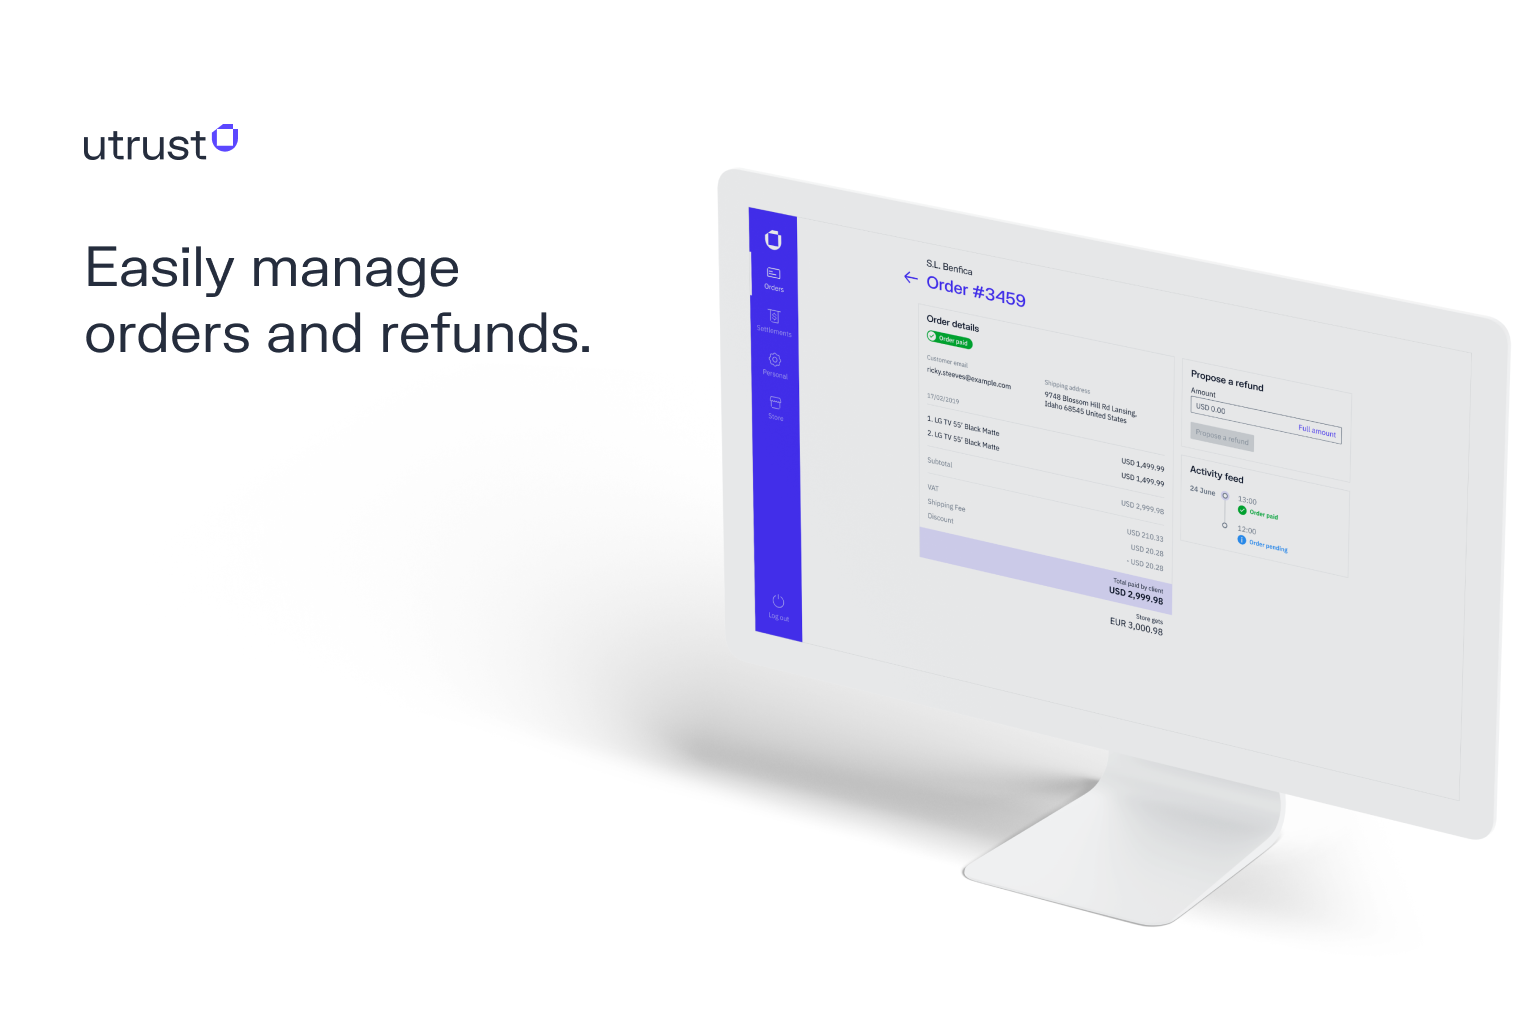 utrust
Easily manage
orders and refunds.
Orders
Settlements
Personal
Store
Log out
S.L. Benfica
Order #3459
Order details
Order paid
Customer email
ricky.steeves@example.com
17/02/2019
Shipping address
9748 Blossom Hill Rd Lansing,
Idaho 68545 United States
1. LG TV 55' Black Matte
USD 1,499.99
2. LG TV 55' Black Matte
USD 1,499.99
Subtotal
USD 2,999.98
VAT
USD 210.33
Shipping Fee
USD 20.28
Discount
- USD 20.28
Total paid by client
USD 2,999.98
Store gets
EUR 3,000.98
Propose a refund
Amount
USD 0.00
Full amount
Propose a refund
Activity feed
24 June
13:00
Order paid
12:00
Order pending